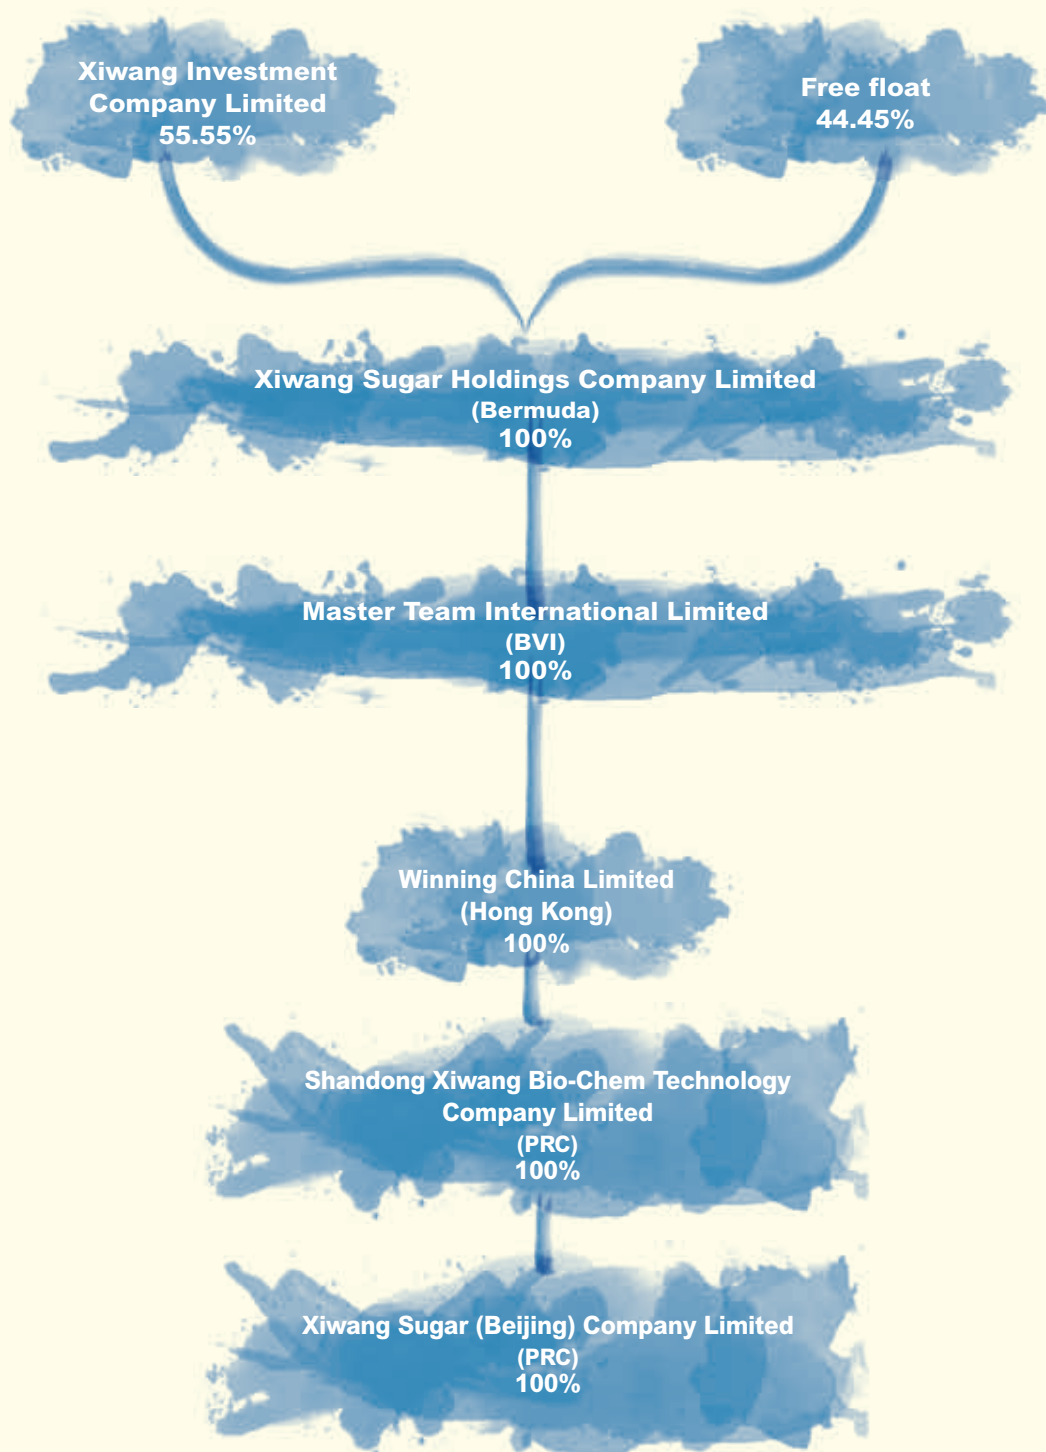 Xiwang Investment
Company Limited
55.55%
Free float
44.45%
Xiwang Sugar Holdings Company Limited
(Bermuda)
100%
Master Team International Limited
(BVI)
100%
Winning China Limited
(Hong Kong)
100%
Shandong Xiwang Bio-Chem Technology
Company Limited
(PRC)
100%
Xiwang Sugar (Beijing) Company Limited
(PRC)
100%